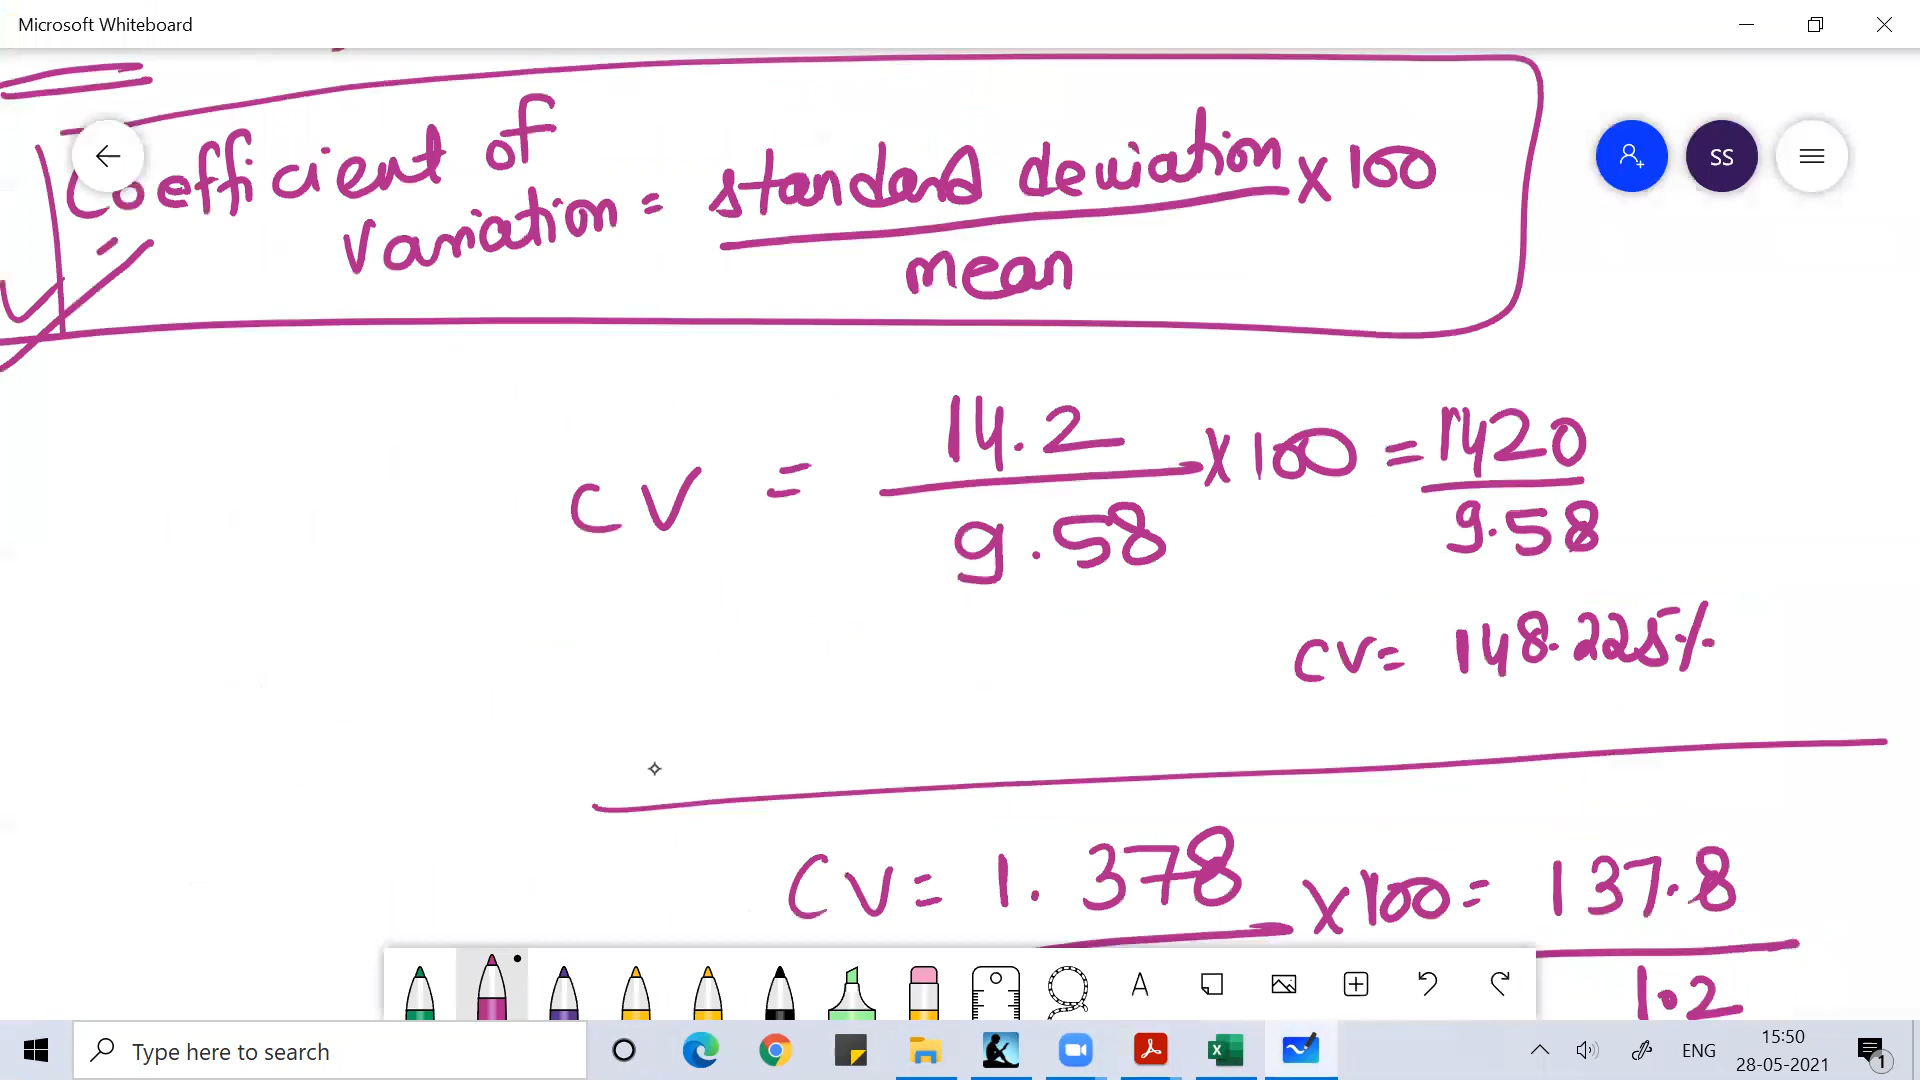 Microsoft Whiteboard
Coefficient of
variation = standard deviation × 100
mean
SS
CV = 14.2 × 100 = 1420
9.58 9.58
CV = 148.225%
CV = 1.378 × 100 = 137.8
1.2
A
Type here to search
ENG
15:50
28-05-2021
1